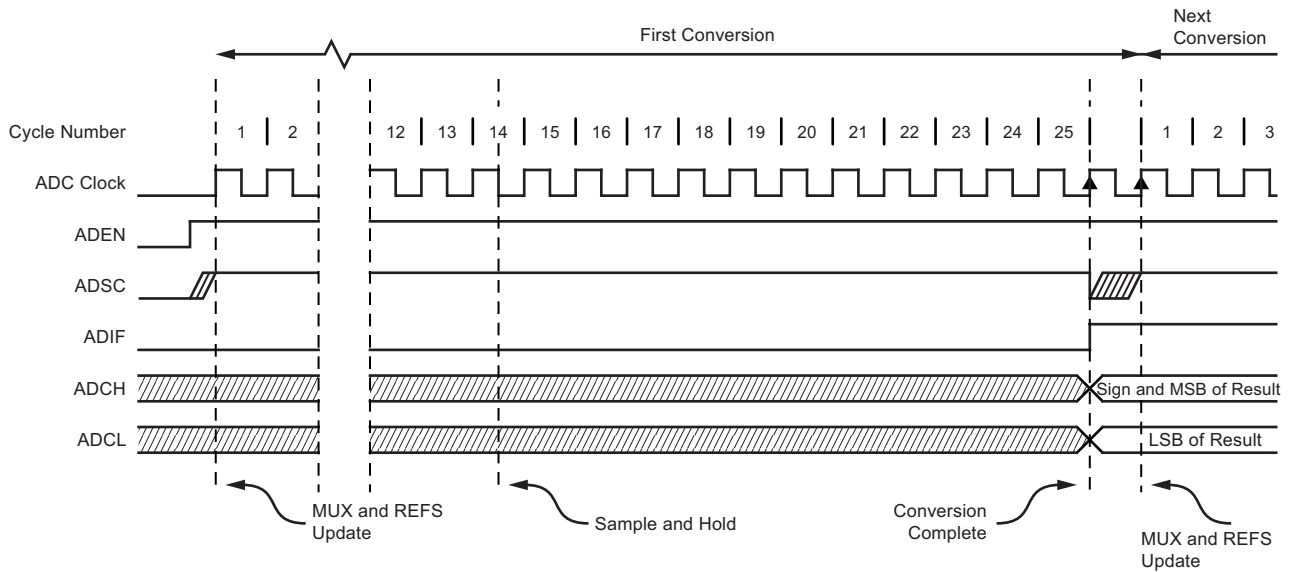 First Conversion
Next
Conversion
Cycle Number 1 2 12 13 14 15 16 17 18 19 20 21 22 23 24 25 1 2 3
ADC Clock
ADEN
ADSC
ADIF
ADCH Sign and MSB of Result
ADCL LSB of Result
MUX and REFS
Update
Sample and Hold
Conversion
Complete
MUX and REFS
Update